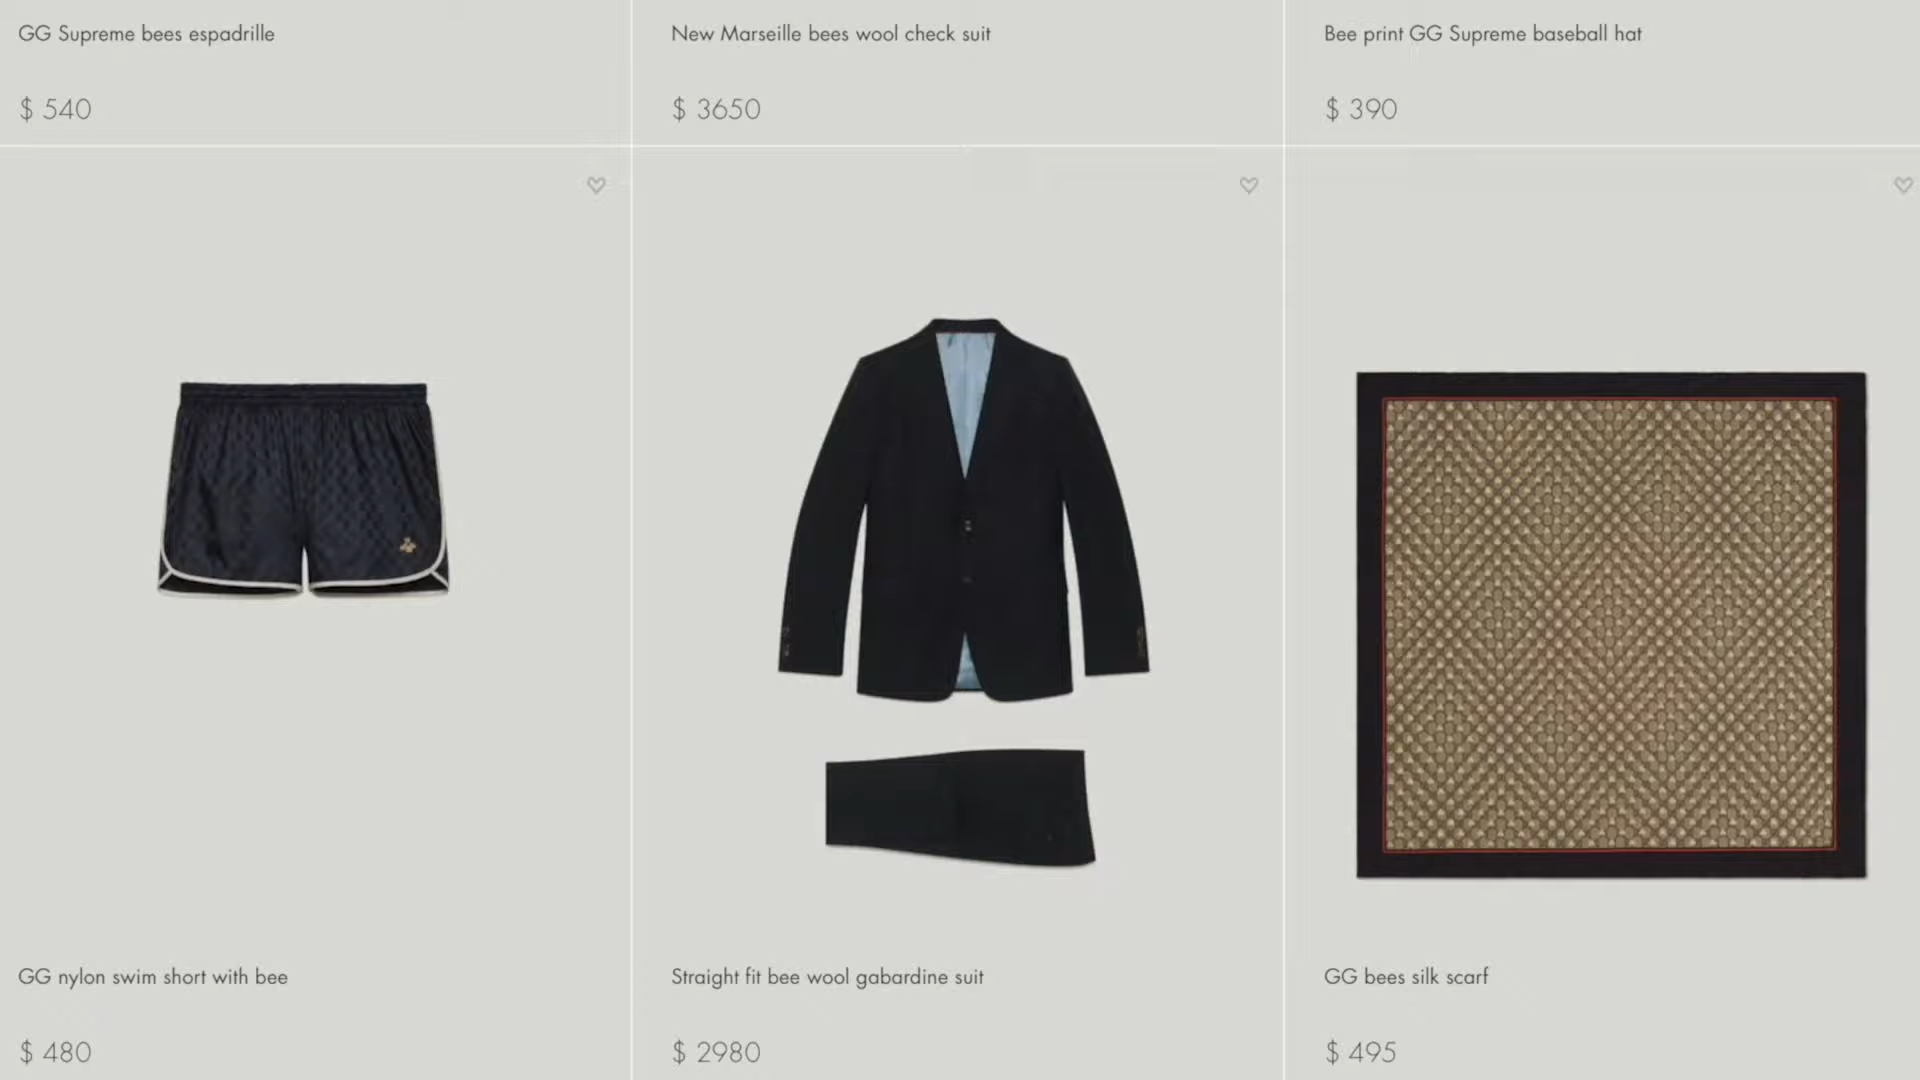 GG Supreme bees espadrille
New Marseille bees wool check suit
Bee print GG Supreme baseball hat
$ 540
$ 3650
$ 390
GG nylon swim short with bee
Straight fit bee wool gabardine suit
GG bees silk scarf
$ 480
$ 2980
$ 495